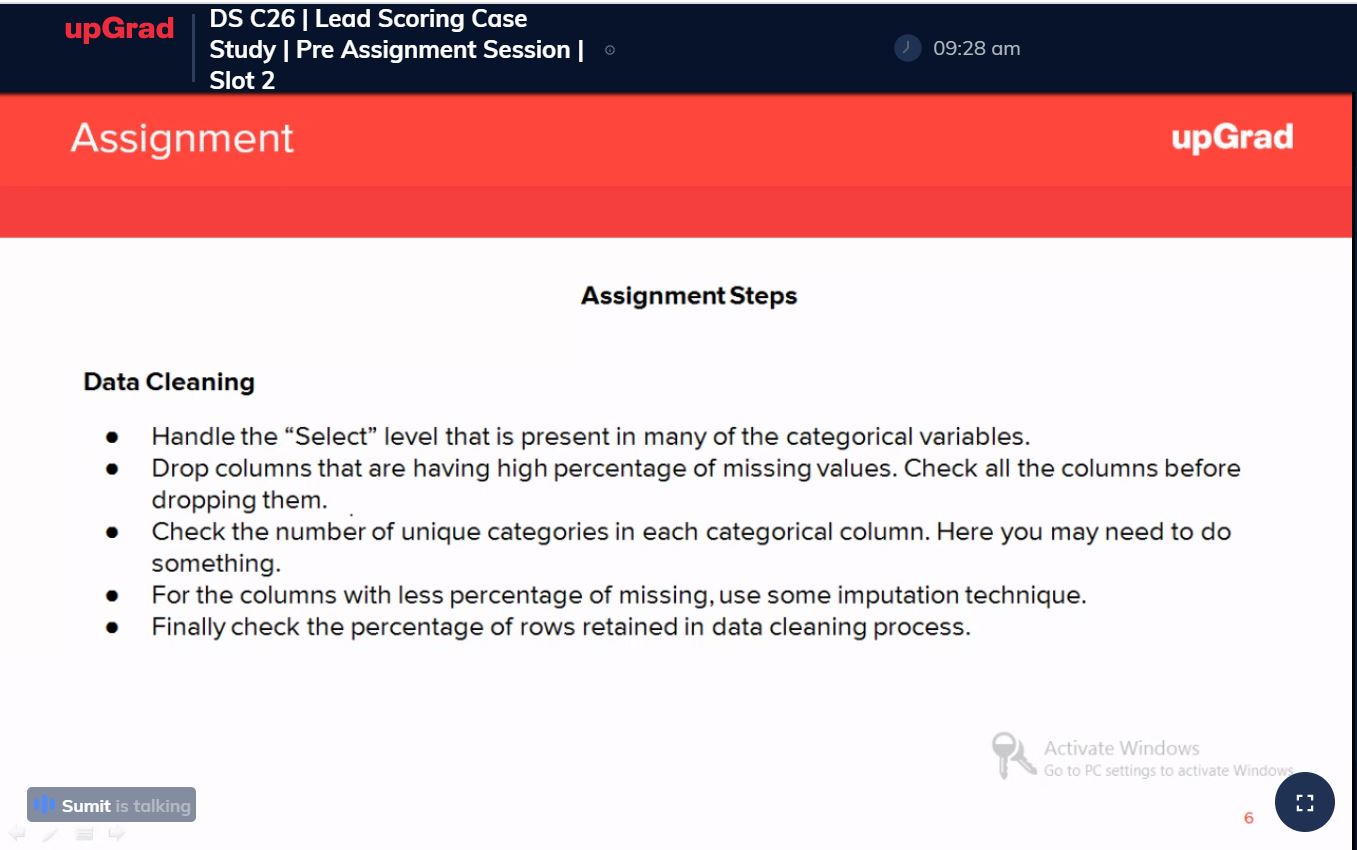 upGrad
DS C26 | Lead Scoring Case
Study | Pre Assignment Session |
Slot 2
09:28 am
Assignment
upGrad
Assignment Steps
Data Cleaning
● Handle the “Select” level that is present in many of the categorical variables.
● Drop columns that are having high percentage of missing values. Check all the columns before
dropping them.
● Check the number of unique categories in each categorical column. Here you may need to do
something.
● For the columns with less percentage of missing, use some imputation technique.
● Finally check the percentage of rows retained in data cleaning process.
Activate Windows
Go to PC settings to activate Windows.
Sumit is talking
6